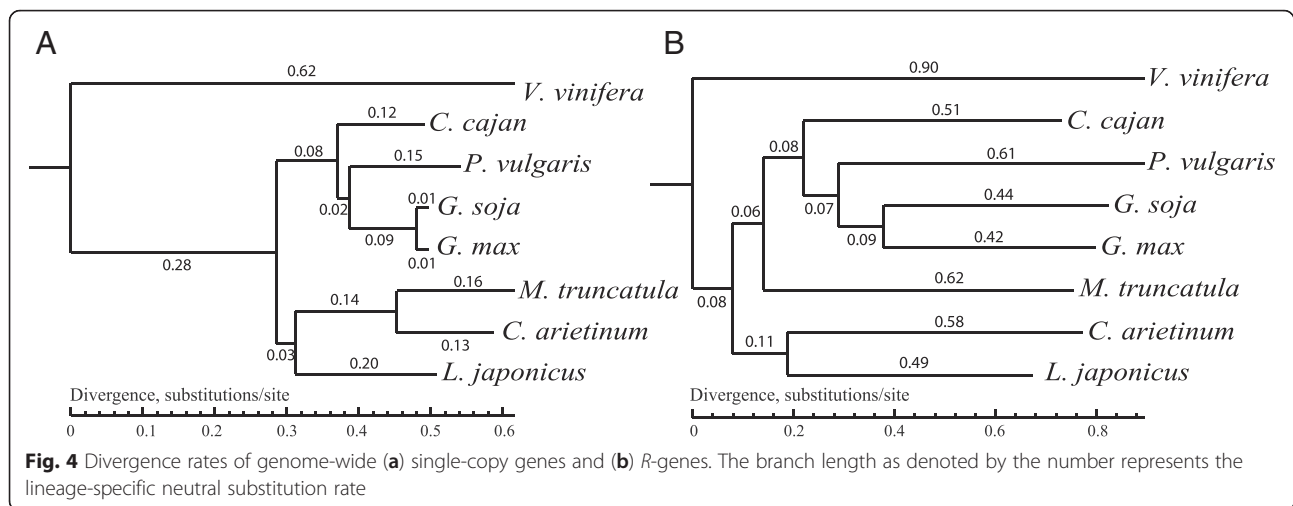 A
0.62
V. vinifera
0.12
C. cajan
0.08
0.15
P. vulgaris
0.02
0.01
G. soja
0.09
G. max
0.01
0.28
0.16
M. truncatula
0.14
C. arietinum
0.13
0.03
0.20
L. japonicus
Divergence, substitutions/site
0 0.1 0.2 0.3 0.4 0.5 0.6
B
0.90
V. vinifera
0.51
C. cajan
0.08
0.61
P. vulgaris
0.07
0.44
G. soja
0.06
0.09
0.42
G. max
0.62
M. truncatula
0.08
0.58
C. arietinum
0.11
0.49
L. japonicus
Divergence, substitutions/site
0 0.2 0.4 0.6 0.8
Fig. 4 Divergence rates of genome-wide (a) single-copy genes and (b) R-genes. The branch length as denoted by the number represents the
lineage-specific neutral substitution rate